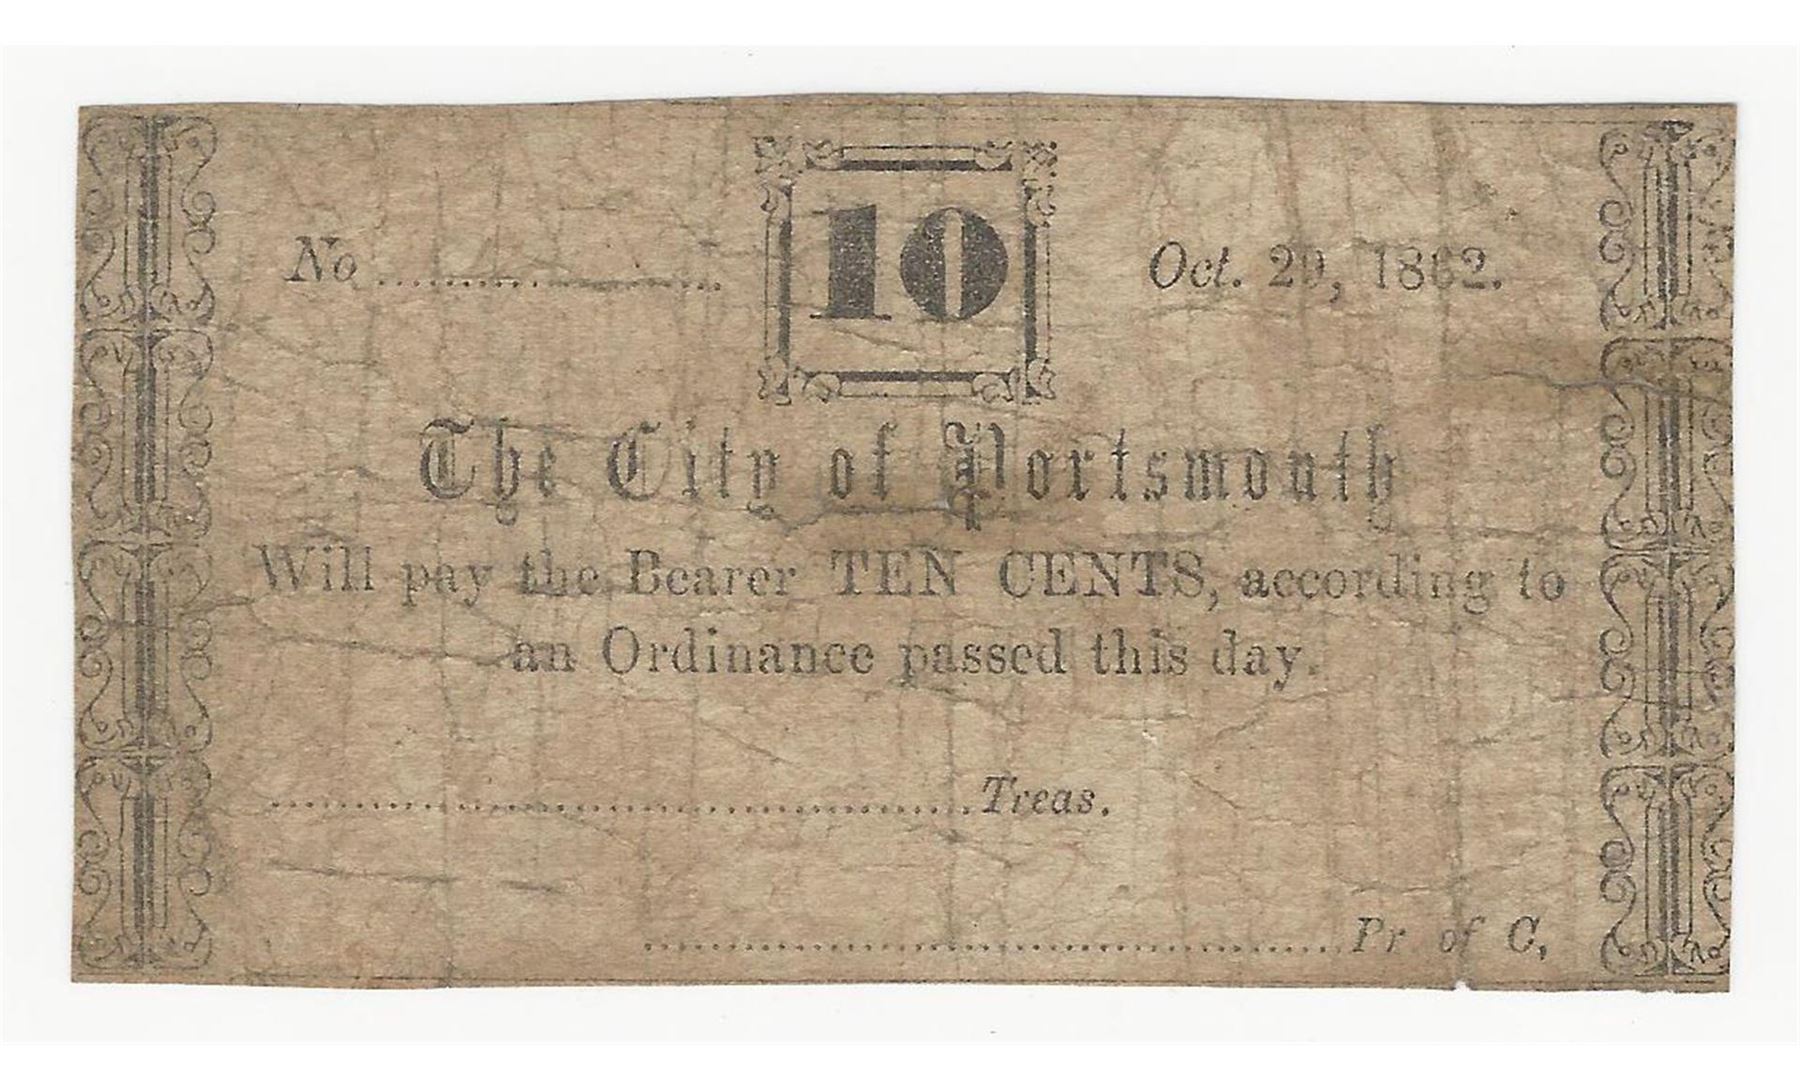 No ........................ 10 Oct. 29, 1862.
The City of Portsmouth
Will pay the Bearer TEN CENTS, according to
an Ordinance passed this day.
................................................Treas.
................................................Pr of C,